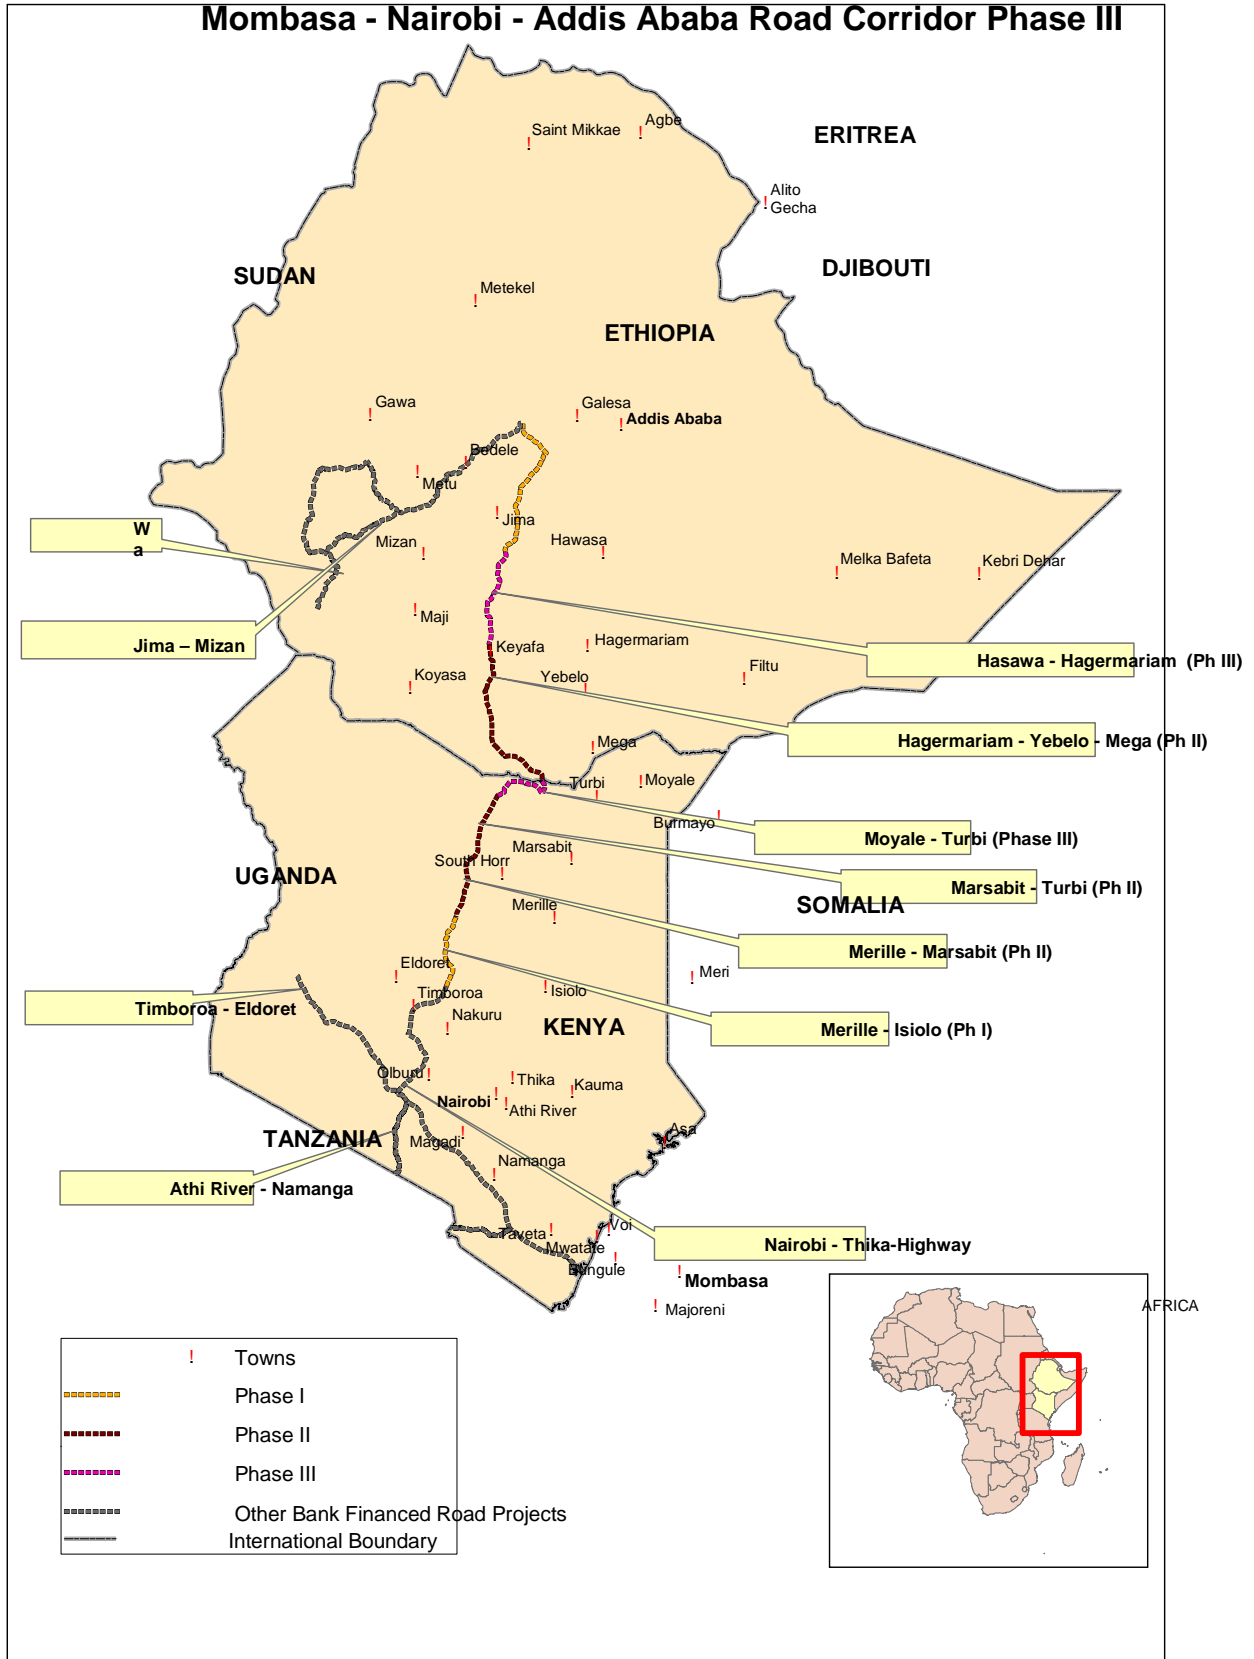 Mombasa - Nairobi - Addis Ababa Road Corridor Phase III
Saint Mikkae
Agbe
ERITREA
Alito
Gecha
SUDAN
DJIBOUTI
Metekel
ETHIOPIA
Gawa
Galesa
Addis Ababa
Bedele
Metu
Jima
W
a
Mizan
Hawasa
Melka Bafeta
Kebri Dehar
Maji
Jima – Mizan
Keyafa
Hagermariam
Hasawa - Hagermariam (Ph III)
Koyasa
Yebelo
Filtu
Hagermariam - Yebelo - Mega (Ph II)
Mega
Turbi
Moyale
Burmayo
Moyale - Turbi (Phase III)
Marsabit
South Horr
UGANDA
Marsabit - Turbi (Ph II)
SOMALIA
Merille
Merille - Marsabit (Ph II)
Eldoret
Meri
Timboroa - Eldoret
Timboroa
Isiolo
Nakuru
KENYA
Merille - Isiolo (Ph I)
Olburu
Thika
Kauma
Nairobi
Athi River
TANZANIA
Magadi
Asa
Namanga
Athi River - Namanga
Taveta
Voi
Mwatate
Nairobi - Thika-Highway
Mombasa
Majoreni
AFRICA
! Towns
Phase I
Phase II
Phase III
Other Bank Financed Road Projects
International Boundary